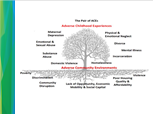 The Pair of ACEs
Adverse Childhood Experiences
Maternal
Depression
Physical &
Emotional Neglect
Emotional &
Sexual Abuse
Divorce
Mental Illness
Substance
Abuse
Incarceration
Domestic Violence
Homelessness
Adverse Community Environments
Poverty
Violence
Discrimination
Poor Housing
Quality &
Affordability
Community
Disruption
Lack of Opportunity, Economic
Mobility & Social Capital